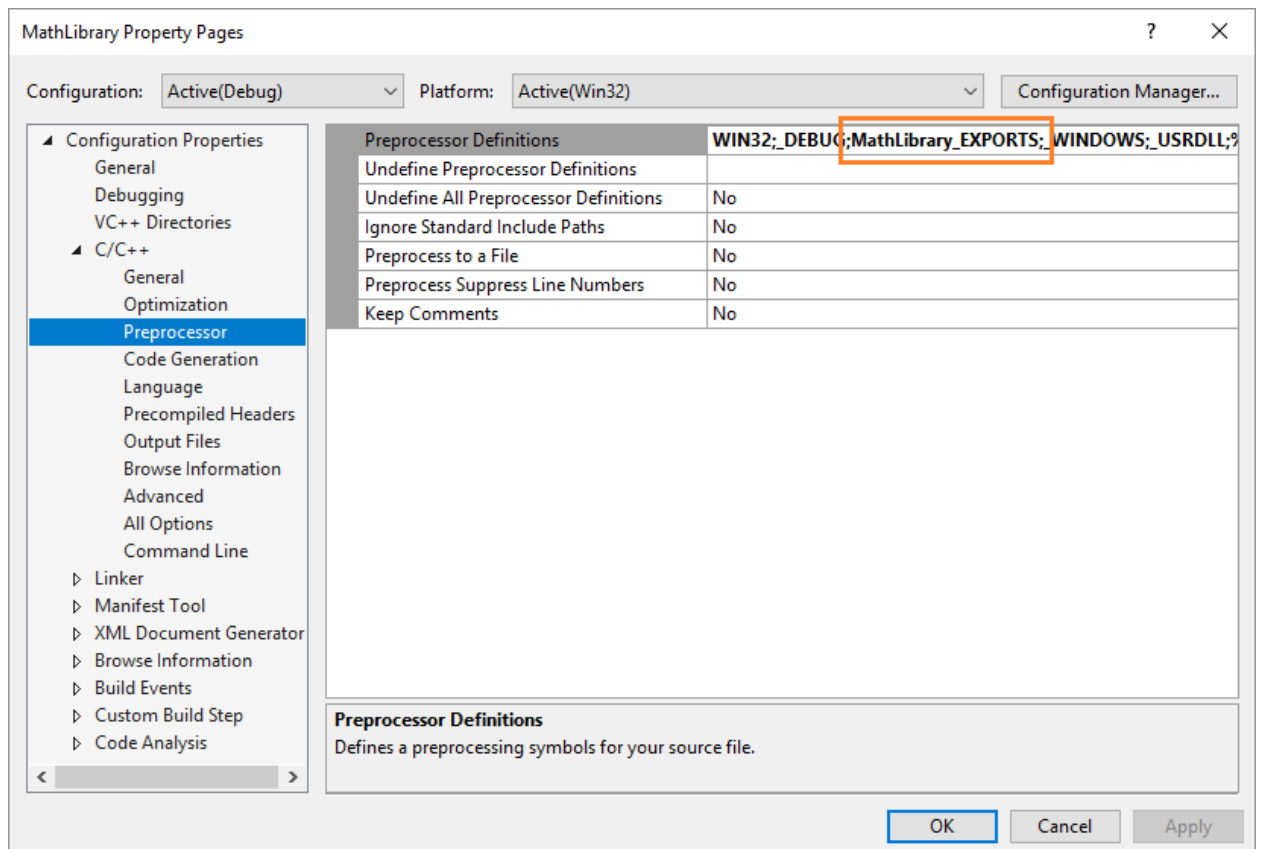 MathLibrary Property Pages
Configuration: Active(Debug) Platform: Active(Win32) Configuration Manager...
Configuration Properties
General
Debugging
VC++ Directories
C/C++
General
Optimization
Preprocessor
Code Generation
Language
Precompiled Headers
Output Files
Browse Information
Advanced
All Options
Command Line
Linker
Manifest Tool
XML Document Generator
Browse Information
Build Events
Custom Build Step
Code Analysis
Preprocessor Definitions WIN32;_DEBUG;MathLibrary_EXPORTS;_WINDOWS;_USRDLL;%
Undefine Preprocessor Definitions
Undefine All Preprocessor Definitions No
Ignore Standard Include Paths No
Preprocess to a File No
Preprocess Suppress Line Numbers No
Keep Comments No
Preprocessor Definitions
Defines a preprocessing symbols for your source file.
OK Cancel Apply